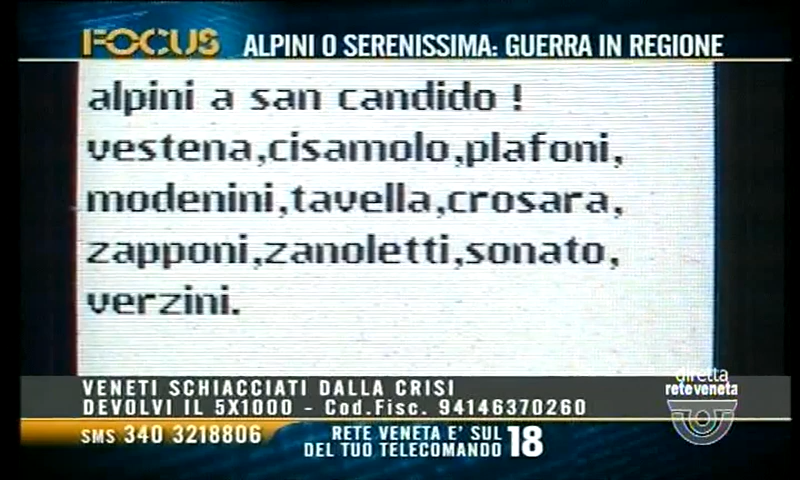 FOCUS ALPINI O SERENISSIMA: GUERRA IN REGIONE
alpini a san candido !
vestena,cisamolo,plafoni,
modenini,tavella,crosara,
zapponi,zanoletti,sonato,
verzini.
VENETI SCHIACCIATI DALLA CRISI
DEVOLVI IL 5X1000 - Cod.Fisc. 94146370260
diretta
reteveneta
SMS 340 3218806
RETE VENETA E' SUL
DEL TUO TELECOMANDO 18